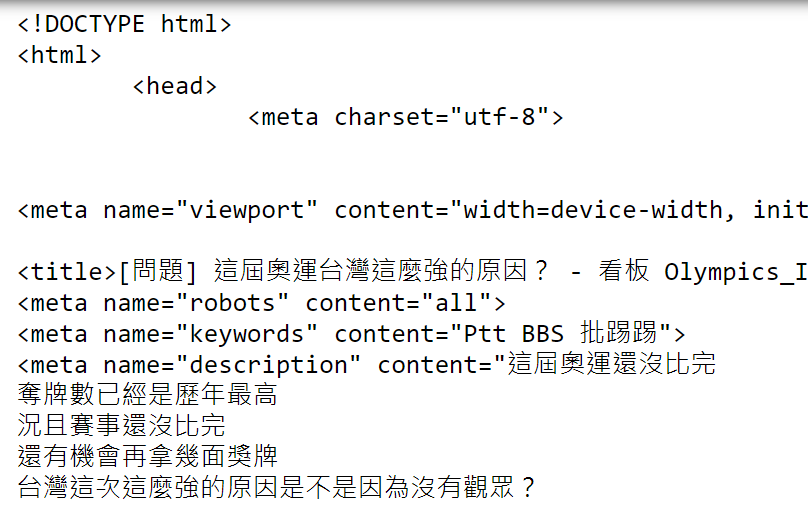 <!DOCTYPE html>
<html>
<head>
<meta charset="utf-8">
<meta name="viewport" content="width=device-width, init
<title>[問題] 這屆奧運台灣這麼強的原因？ - 看板 Olympics_I
<meta name="robots" content="all">
<meta name="keywords" content="Ptt BBS 批踢踢">
<meta name="description" content="這屆奧運還沒比完
奪牌數已經是歷年最高
況且賽事還沒比完
還有機會再拿幾面獎牌
台灣這次這麼強的原因是不是因為沒有觀眾？